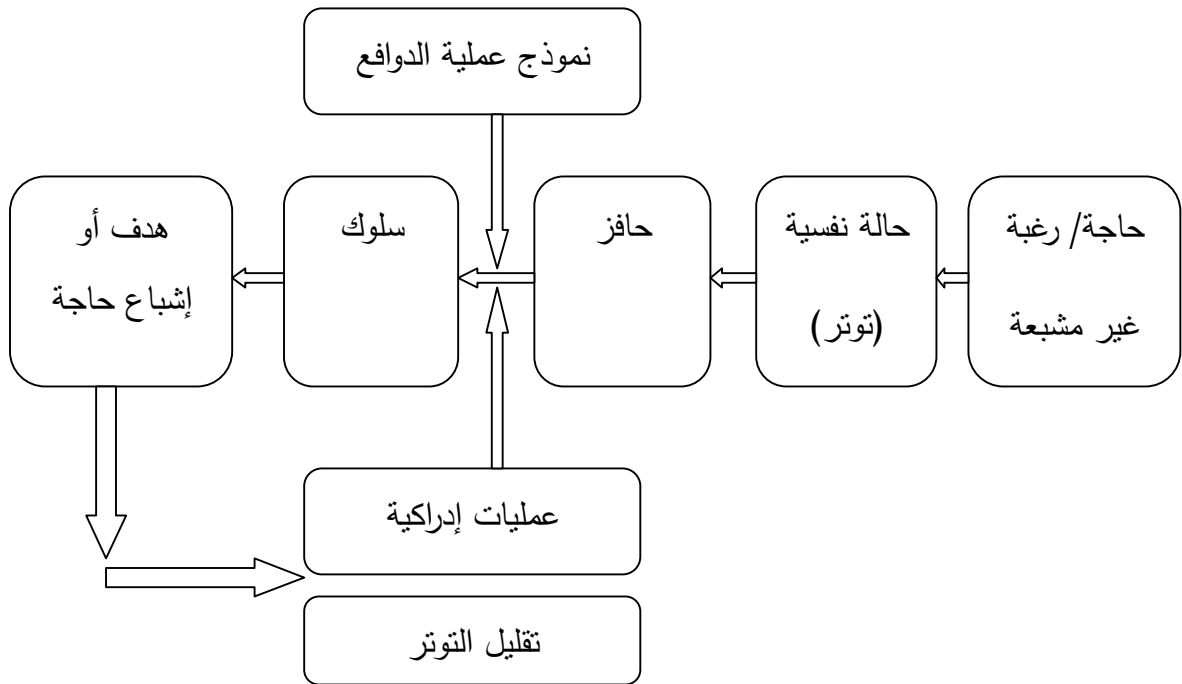 نموذج عملية الدوافع
حاجة/ رغبة
غير مشبعة
حالة نفسية
(توتر)
حافز
سلوك
هدف أو
إشباع حاجة
عمليات إدراكية
تقليل التوتر